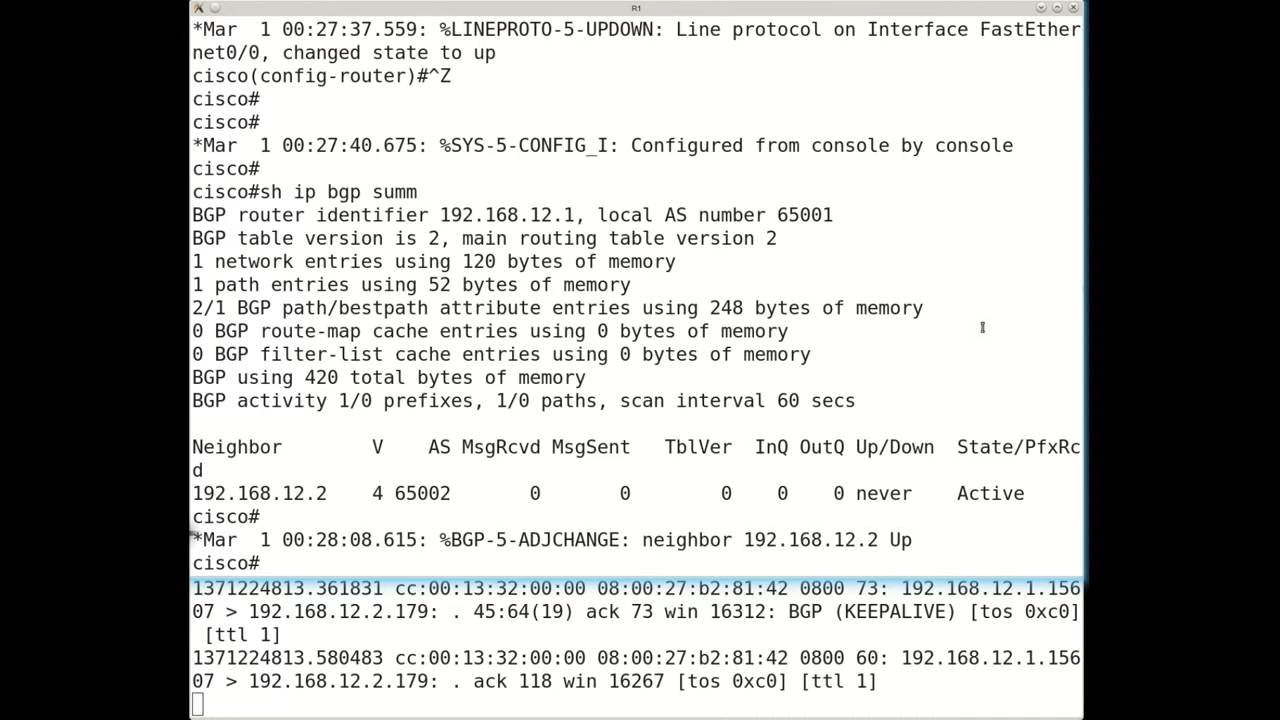 R1
*Mar  1 00:27:37.559: %LINEPROTO-5-UPDOWN: Line protocol on Interface FastEther
net0/0, changed state to up
cisco(config-router)#^Z
cisco#
cisco#
*Mar  1 00:27:40.675: %SYS-5-CONFIG_I: Configured from console by console
cisco#
cisco#sh ip bgp summ
BGP router identifier 192.168.12.1, local AS number 65001
BGP table version is 2, main routing table version 2
1 network entries using 120 bytes of memory
1 path entries using 52 bytes of memory
2/1 BGP path/bestpath attribute entries using 248 bytes of memory
0 BGP route-map cache entries using 0 bytes of memory
0 BGP filter-list cache entries using 0 bytes of memory
BGP using 420 total bytes of memory
BGP activity 1/0 prefixes, 1/0 paths, scan interval 60 secs
Neighbor        V    AS MsgRcvd MsgSent   TblVer  InQ OutQ Up/Down  State/PfxRc
d
192.168.12.2    4 65002       0       0        0    0    0 never    Active
cisco#
*Mar  1 00:28:08.615: %BGP-5-ADJCHANGE: neighbor 192.168.12.2 Up
cisco#
1371224813.361831 cc:00:13:32:00:00 08:00:27:b2:81:42 0800 73: 192.168.12.1.156
07 > 192.168.12.2.179: . 45:64(19) ack 73 win 16312: BGP (KEEPALIVE) [tos 0xc0]
 [ttl 1]
1371224813.580483 cc:00:13:32:00:00 08:00:27:b2:81:42 0800 60: 192.168.12.1.156
07 > 192.168.12.2.179: . ack 118 win 16267 [tos 0xc0] [ttl 1]